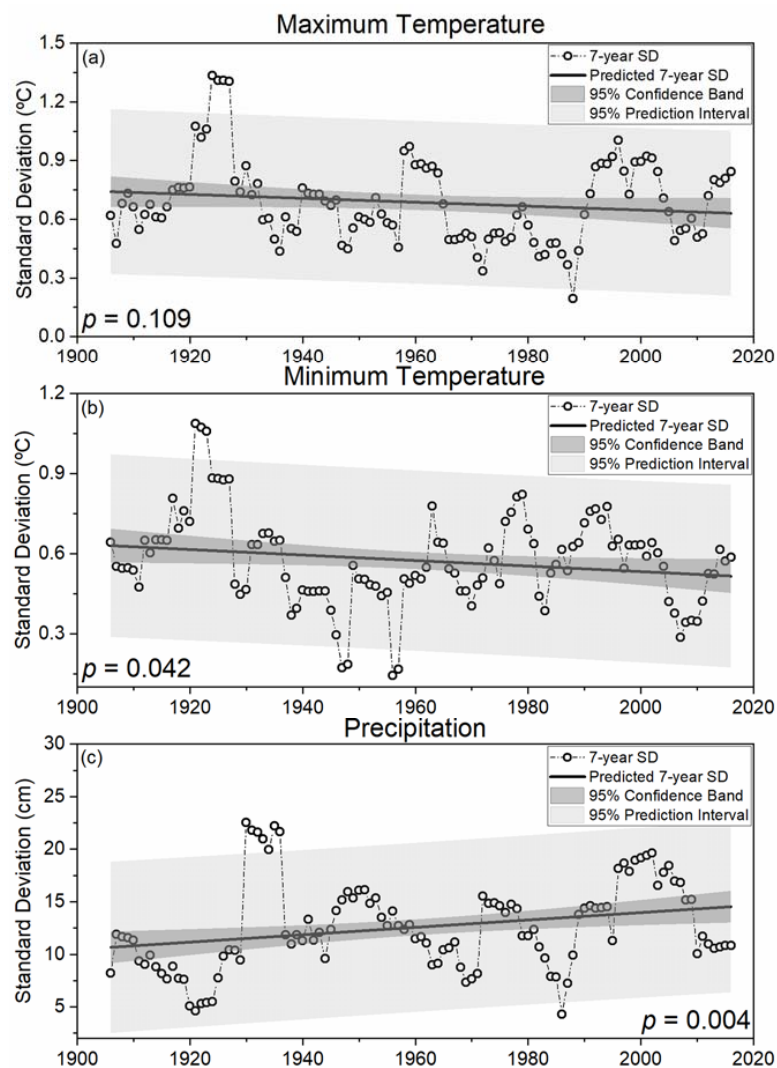 Maximum Temperature
(a)
7-year SD
Predicted 7-year SD
95% Confidence Band
95% Prediction Interval
Standard Deviation (ºC)
1.5
1.2
0.9
0.6
0.3
0.0
p = 0.109
1900 1920 1940 1960 1980 2000 2020
Minimum Temperature
(b)
7-year SD
Predicted 7-year SD
95% Confidence Band
95% Prediction Interval
Standard Deviation (ºC)
1.2
0.9
0.6
0.3
p = 0.042
1900 1920 1940 1960 1980 2000 2020
Precipitation
(c)
7-year SD
Predicted 7-year SD
95% Confidence Band
95% Prediction Interval
Standard Deviation (cm)
30
25
20
15
10
5
p = 0.004
1900 1920 1940 1960 1980 2000 2020